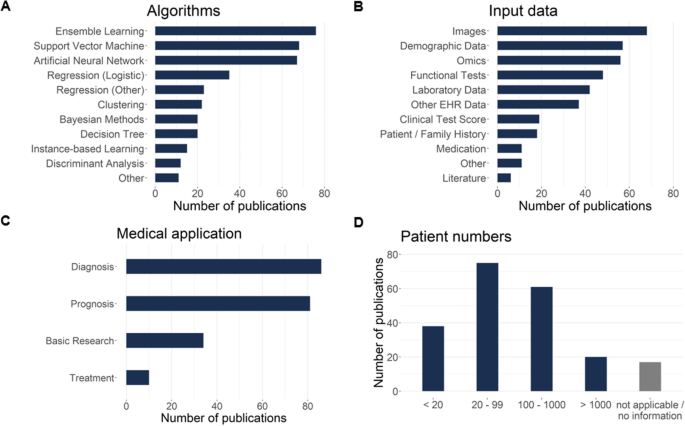 A
Algorithms
Ensemble Learning
Support Vector Machine
Artificial Neural Network
Regression (Logistic)
Regression (Other)
Clustering
Bayesian Methods
Decision Tree
Instance-based Learning
Discriminant Analysis
Other
0 20 40 60 80
Number of publications
B
Input data
Images
Demographic Data
Omics
Functional Tests
Laboratory Data
Other EHR Data
Clinical Test Score
Patient / Family History
Medication
Other
Literature
0 20 40 60 80
Number of publications
C
Medical application
Diagnosis
Prognosis
Basic Research
Treatment
0 20 40 60 80
Number of publications
D
Patient numbers
Number of publications
80
60
40
20
0
< 20 20 - 99 100 - 1000 > 1000 not applicable /
no information